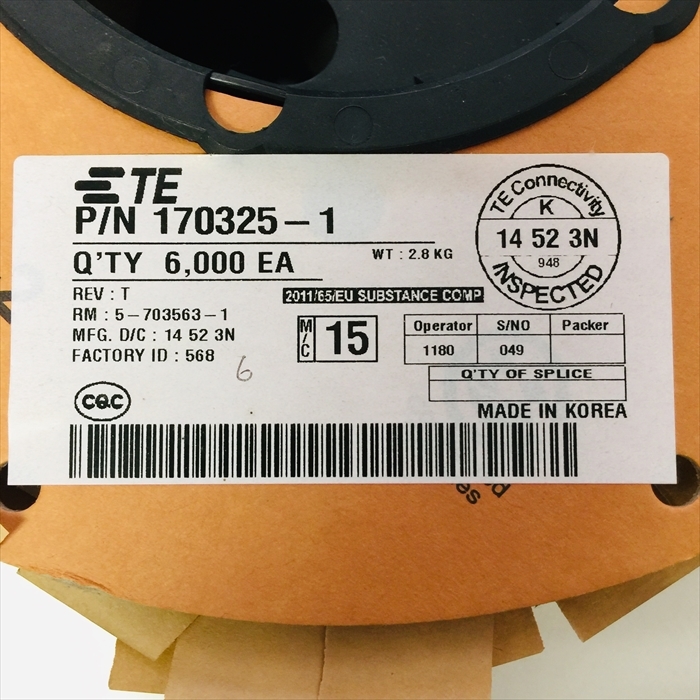 TE
P/N 170325-1
Q'TY 6,000 EA
WT : 2.8 KG
TE Connectivity
K
14 52 3N
948
INSPECTED
REV : T
2011/65/EU SUBSTANCE COMP
RM : 5-703563-1
MFG. D/C : 14 52 3N
FACTORY ID : 568
6
M/C 15
Operator S/NO Packer
1180 049
Q'TY OF SPLICE
CQC
MADE IN KOREA